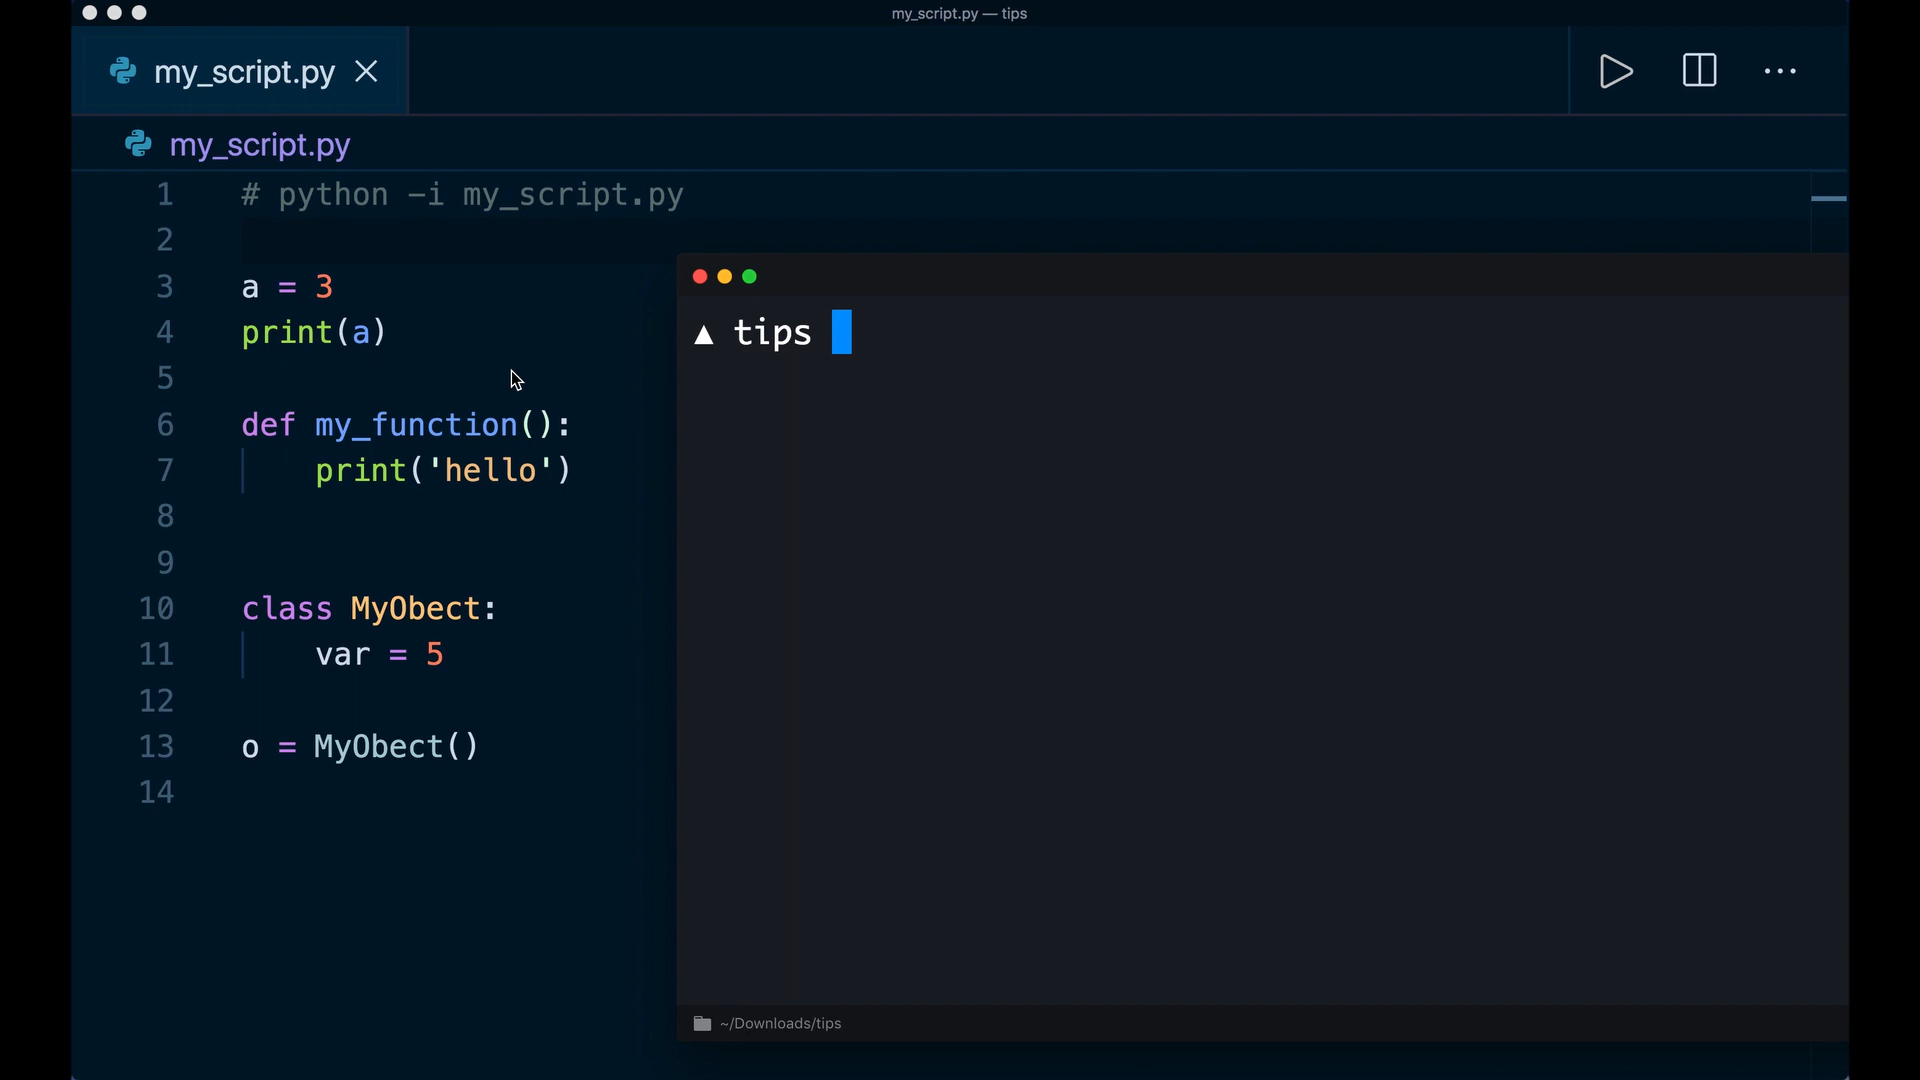 my_script.py — tips
my_script.py
my_script.py
1 # python -i my_script.py
2
3 a = 3
4 print(a)
5
6 def my_function():
7     print('hello')
8
9
10 class MyObect:
11     var = 5
12
13 o = MyObect()
14
▲ tips
~/Downloads/tips